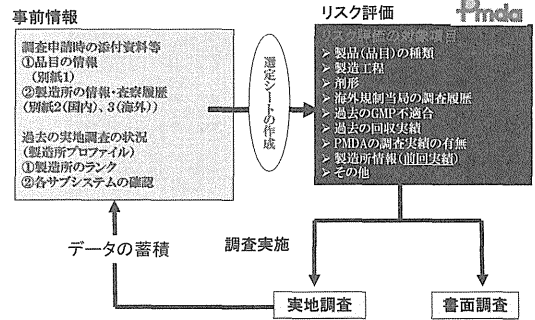 事前情報
調査申請時の添付資料等
①品目の情報
(別紙1)
②製造所の情報・査察履歴
(別紙2(国内)、3(海外))
過去の実地調査の状況
(製造所プロファイル)
①製造所のランク
②各サブシステムの確認
選定シートの作成
リスク評価
Pmda
リスク評価の対象項目
➢ 製品(品目)の種類
➢ 製造工程
➢ 剤形
➢ 海外規制当局の調査履歴
➢ 過去のGMP不適合
➢ 過去の回収実績
➢ PMDAの調査実績の有無
➢ 製造所情報(前回実績)
➢ その他
データの蓄積
調査実施
実地調査
書面調査